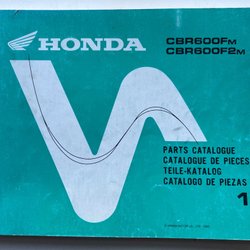 HONDA
CBR600FM
CBR600F2M
PARTS CATALOGUE
CATALOGUE DE PIECES
TEILE-KATALOG
CATALOGO DE PIEZAS
1